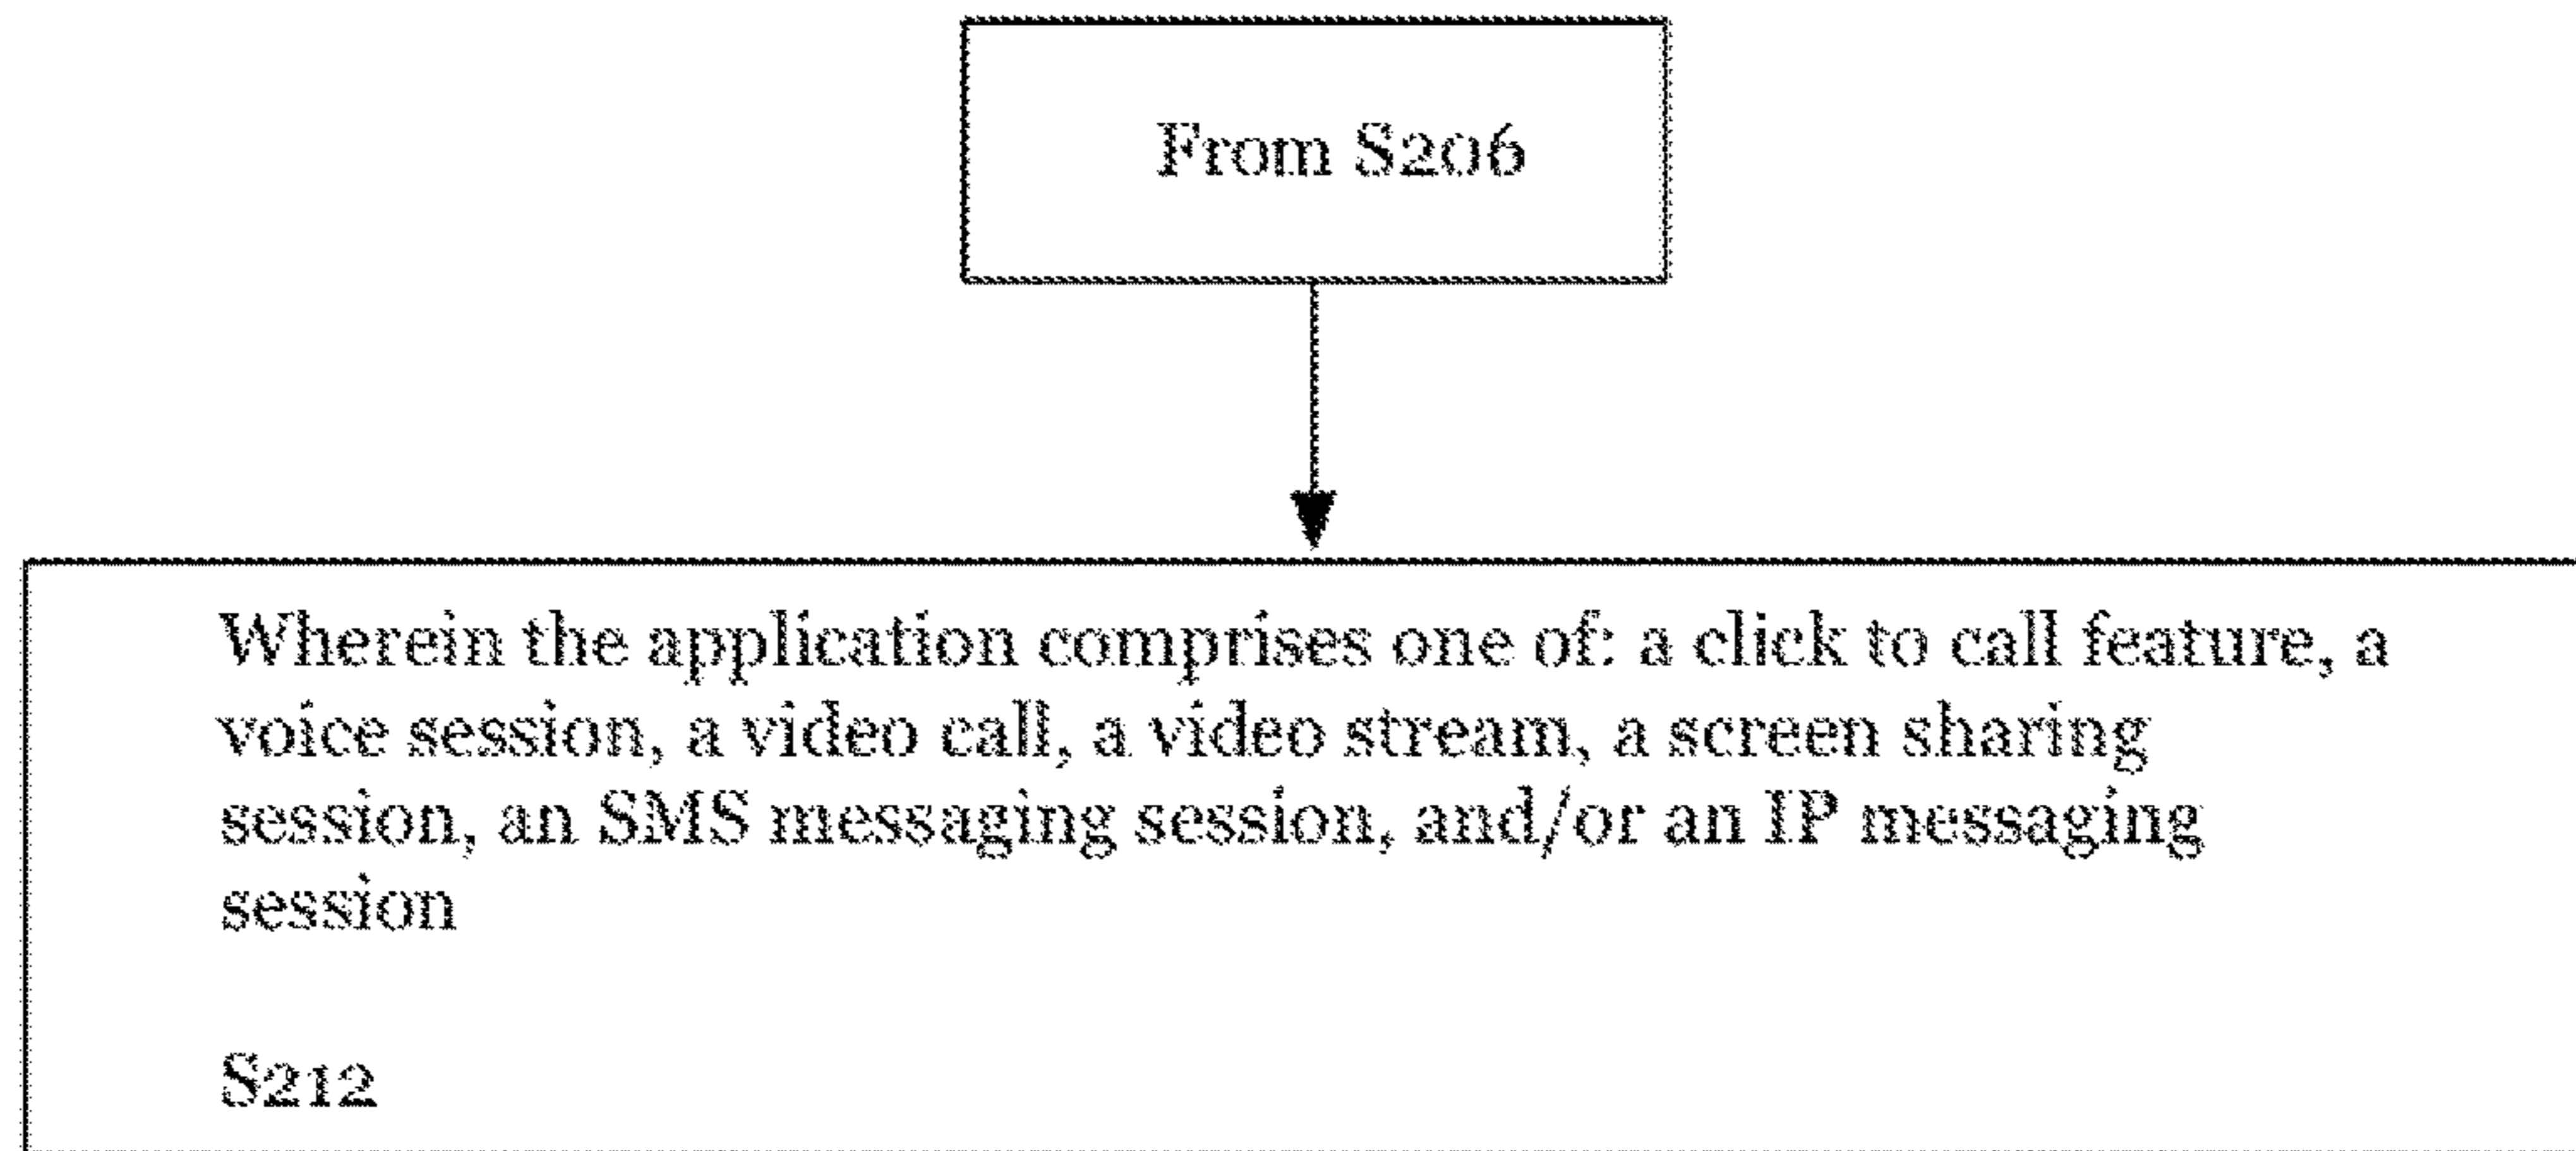 From S206
Wherein the application comprises one of: a click to call feature, a
voice session, a video call, a video stream, a screen sharing
session, an SMS messaging session, and/or an IP messaging
session
S212